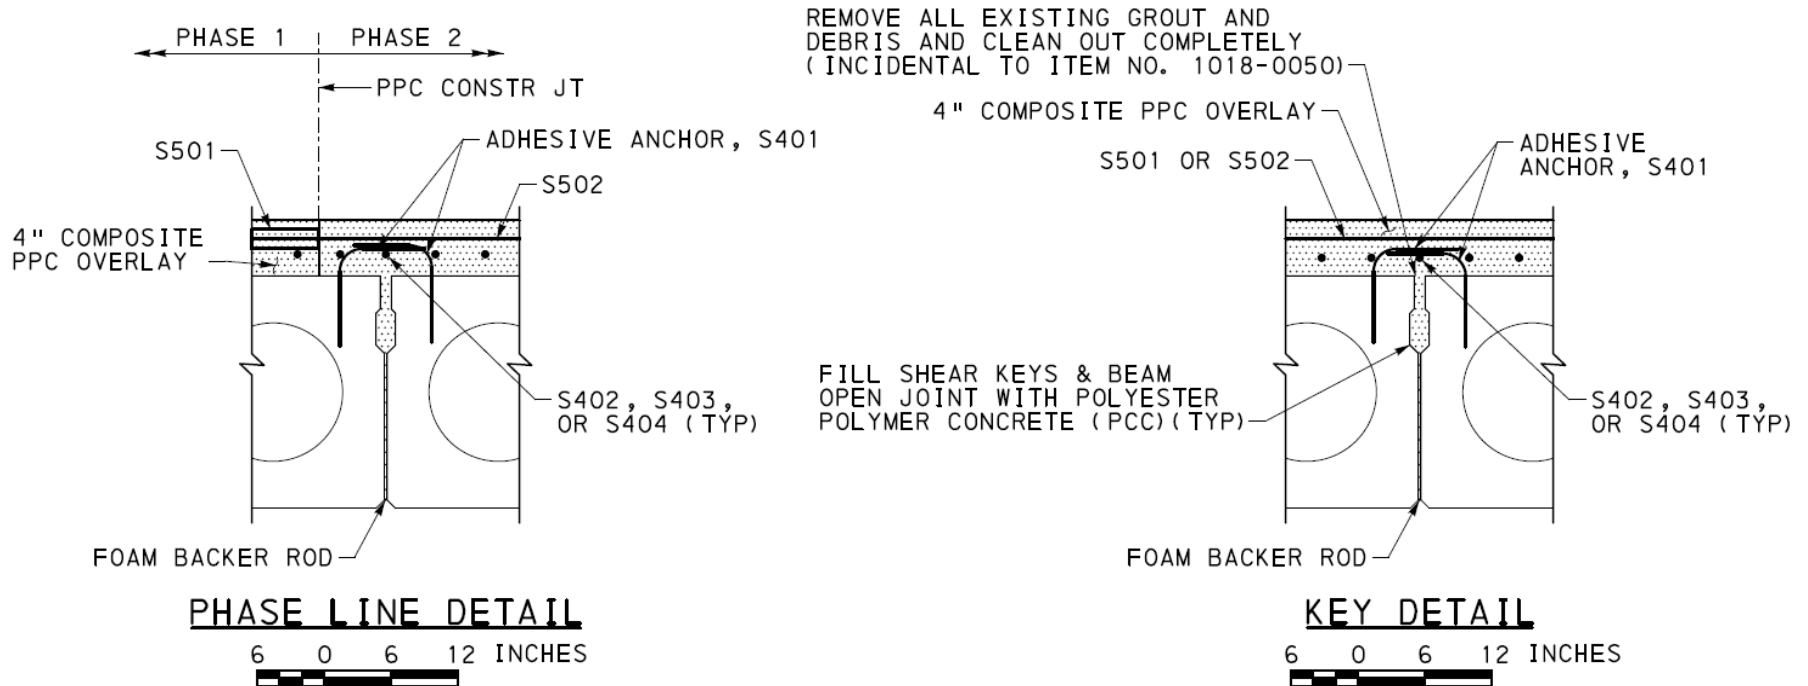 PHASE 1
PHASE 2
PPC CONSTR JT
S501
ADHESIVE ANCHOR, S401
S502
4" COMPOSITE
PPC OVERLAY
S402, S403,
OR S404 (TYP)
FOAM BACKER ROD
PHASE LINE DETAIL
6 0 6 12 INCHES
REMOVE ALL EXISTING GROUT AND
DEBRIS AND CLEAN OUT COMPLETELY
(INCIDENTAL TO ITEM NO. 1018-0050)
4" COMPOSITE PPC OVERLAY
S501 OR S502
ADHESIVE
ANCHOR, S401
FILL SHEAR KEYS & BEAM
OPEN JOINT WITH POLYESTER
POLYMER CONCRETE (PCC)(TYP)
S402, S403,
OR S404 (TYP)
FOAM BACKER ROD
KEY DETAIL
6 0 6 12 INCHES